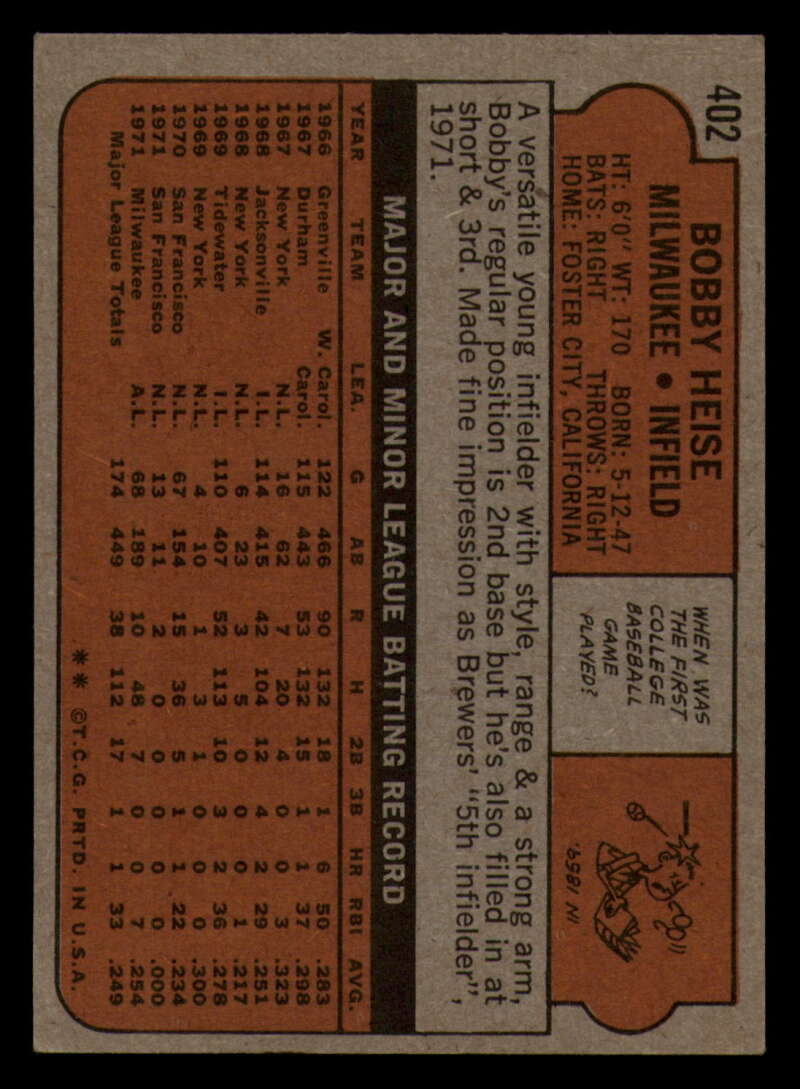 402
BOBBY HEISE
MILWAUKEE • INFIELD
HT: 6'0" WT: 170 BORN: 5-12-47
BATS: RIGHT THROWS: RIGHT
HOME: FOSTER CITY, CALIFORNIA
WHEN WAS
THE FIRST
COLLEGE
BASEBALL
GAME
PLAYED?
IN 1859.
A versatile young infielder with style, range & a strong arm,
Bobby's regular position is 2nd base but he's also filled in at
short & 3rd. Made fine impression as Brewers' "5th infielder",
1971.
MAJOR AND MINOR LEAGUE BATTING RECORD
YEAR TEAM LEA. G AB R H 2B 3B HR RBI AVG.
1966 Greenville W. Carol. 122 466 90 132 18 1 6 50 .283
1967 Durham Carol. 115 443 53 132 15 1 1 37 .298
1967 New York N.L. 16 62 7 20 4 0 0 3 .323
1968 Jacksonville I.L. 114 415 42 104 12 4 2 29 .251
1968 New York N.L. 6 23 3 5 0 0 0 1 .217
1969 Tidewater I.L. 110 407 52 113 10 3 2 36 .278
1969 New York N.L. 4 10 1 3 1 0 0 0 .300
1970 San Francisco N.L. 67 154 15 36 5 1 1 22 .234
1971 San Francisco N.L. 13 11 2 0 0 0 0 0 .000
1971 Milwaukee A.L. 68 189 10 48 7 0 0 7 .254
Major League Totals 174 449 38 112 17 1 1 33 .249
** ©T.C.G. PRTD. IN U.S.A.